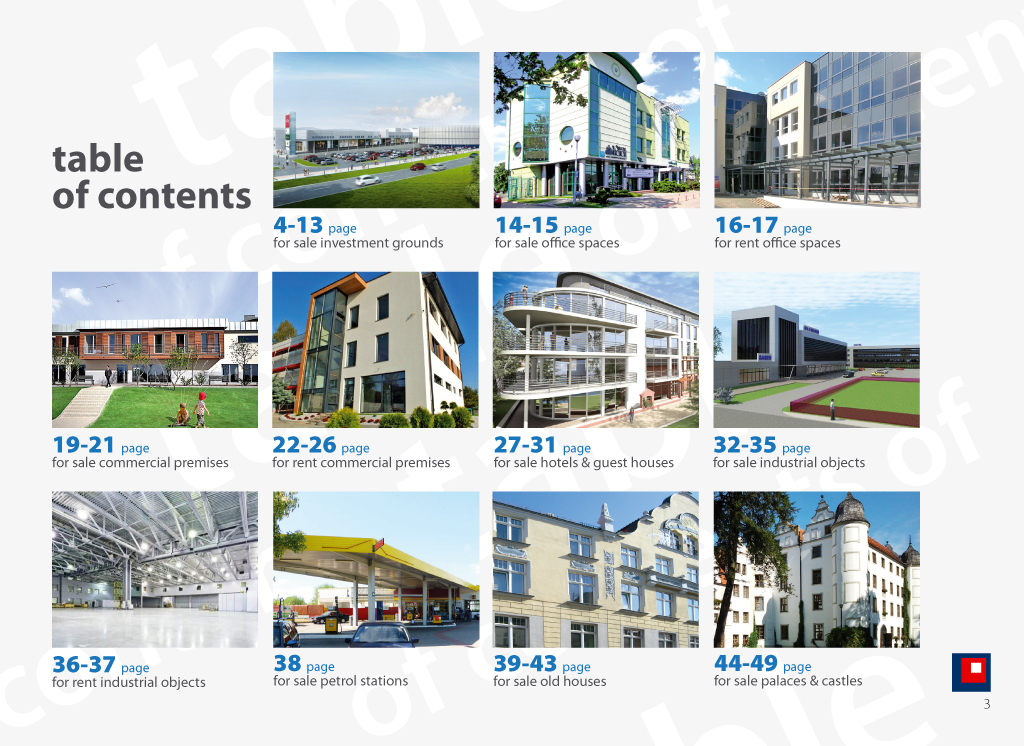 table
of contents
4-13 page
for sale investment grounds
14-15 page
for sale office spaces
16-17 page
for rent office spaces
19-21 page
for sale commercial premises
22-26 page
for rent commercial premises
27-31 page
for sale hotels & guest houses
32-35 page
for sale industrial objects
36-37 page
for rent industrial objects
38 page
for sale petrol stations
39-43 page
for sale old houses
44-49 page
for sale palaces & castles
3